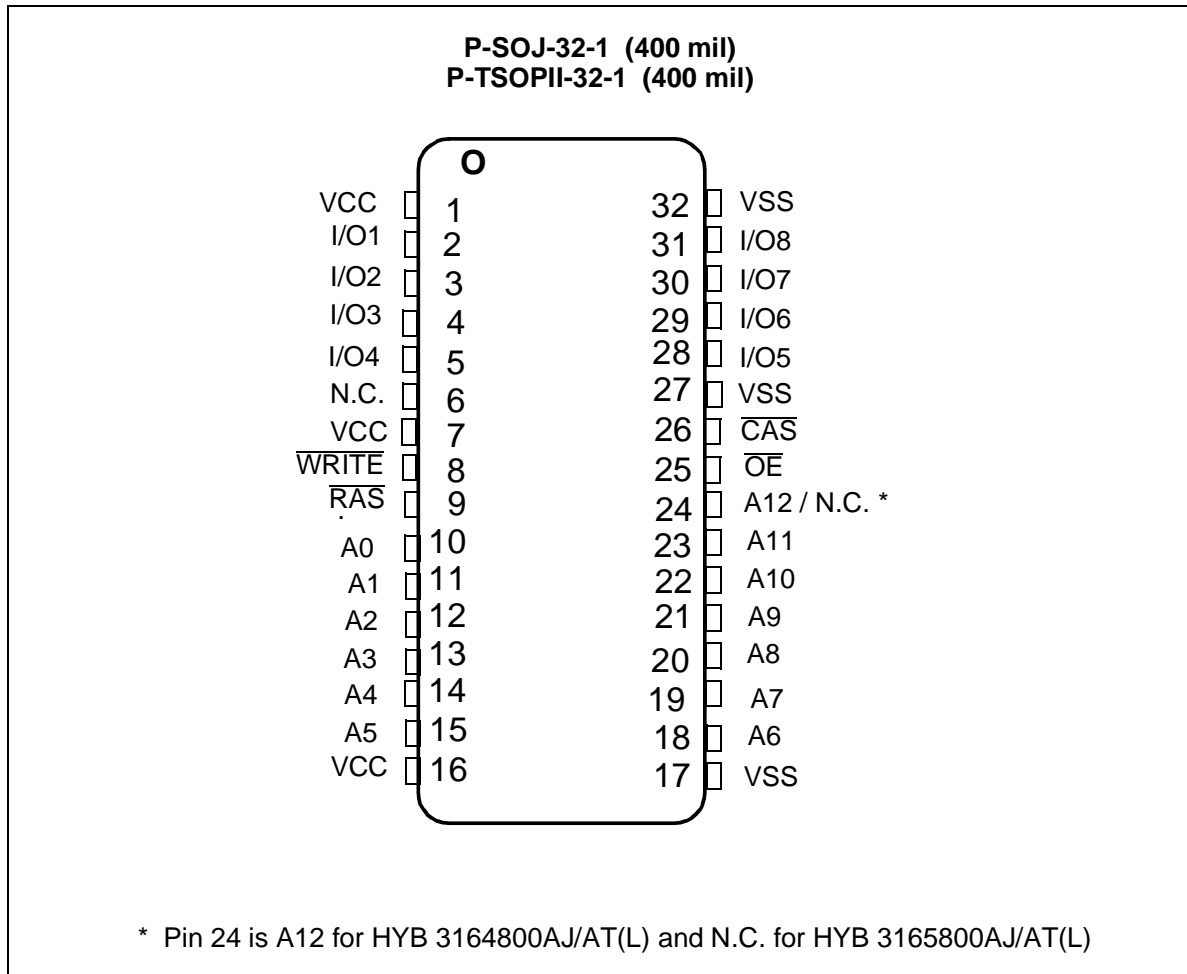 P-SOJ-32-1 (400 mil)
P-TSOPII-32-1 (400 mil)
O
VCC 1 32 VSS
I/O1 2 31 I/O8
I/O2 3 30 I/O7
I/O3 4 29 I/O6
I/O4 5 28 I/O5
N.C. 6 27 VSS
VCC 7 26 C̅A̅S̅
W̅R̅I̅T̅E̅ 8 25 O̅E̅
R̅A̅S̅ 9 24 A12 / N.C. *
A0 10 23 A11
A1 11 22 A10
A2 12 21 A9
A3 13 20 A8
A4 14 19 A7
A5 15 18 A6
VCC 16 17 VSS
* Pin 24 is A12 for HYB 3164800AJ/AT(L) and N.C. for HYB 3165800AJ/AT(L)